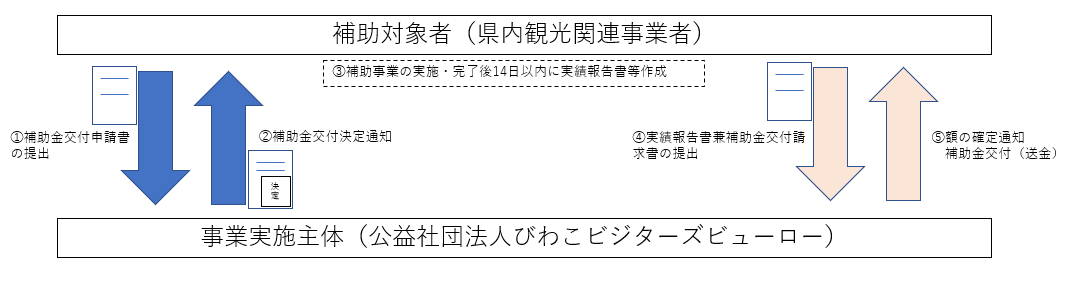 補助対象者（県内観光関連事業者）
③補助事業の実施・完了後14日以内に実績報告書等作成
①補助金交付申請書
の提出
②補助金交付決定通知
決
定
④実績報告書兼補助金交付請
求書の提出
⑤額の確定通知
補助金交付（送金）
事業実施主体（公益社団法人びわこビジターズビューロー）